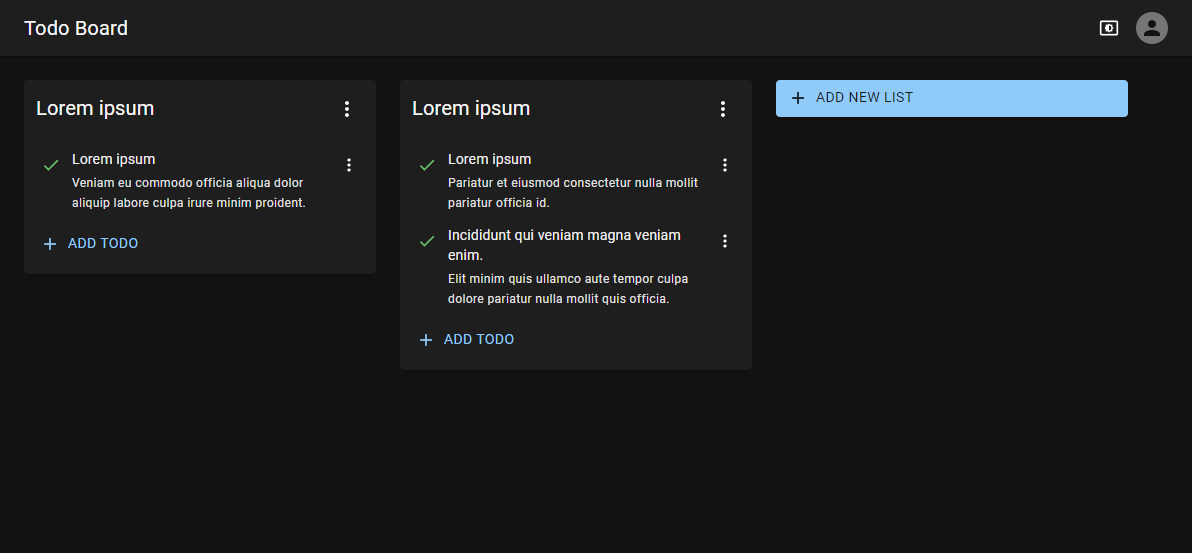 Todo Board
Lorem ipsum
Lorem ipsum
Veniam eu commodo officia aliqua dolor
aliquip labore culpa irure minim proident.
ADD TODO
Lorem ipsum
Lorem ipsum
Pariatur et eiusmod consectetur nulla mollit
pariatur officia id.
Incididunt qui veniam magna veniam
enim.
Elit minim quis ullamco aute tempor culpa
dolore pariatur nulla mollit quis officia.
ADD TODO
ADD NEW LIST